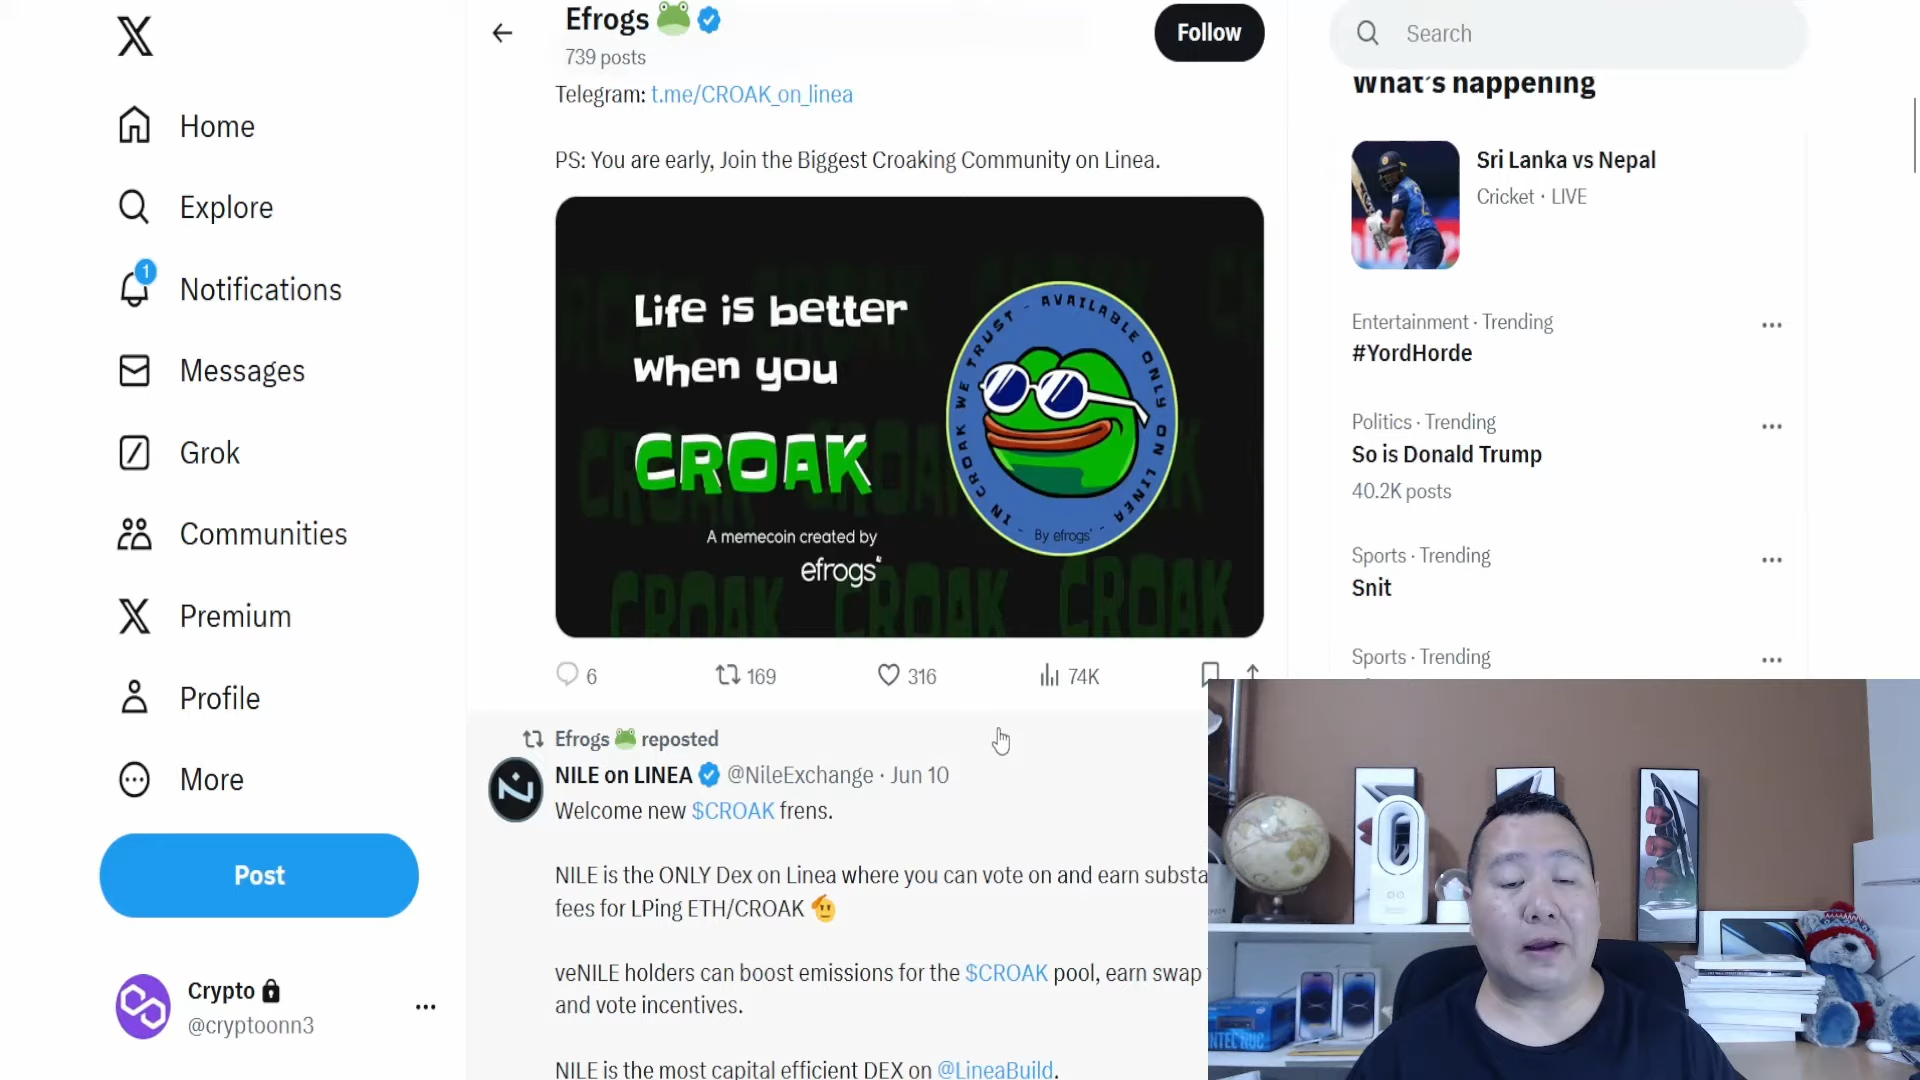 Home
Explore
1
Notifications
Messages
Grok
Communities
Premium
Profile
More
Post
Crypto
@cryptoonn3
Efrogs
739 posts
Follow
Telegram: t.me/CROAK_on_linea
PS: You are early, Join the Biggest Croaking Community on Linea.
Life is better
when you
CROAK
A memecoin created by
efrogs
IN CROAK WE TRUST - AVAILABLE ONLY ON LINEA -
By efrogs
6
169
316
74K
Efrogs reposted
NILE on LINEA @NileExchange · Jun 10
Welcome new $CROAK frens.
NILE is the ONLY Dex on Linea where you can vote on and earn
fees for LPing ETH/CROAK
veNILE holders can boost emissions for the $CROAK pool, earn swap
and vote incentives.
NILE is the most capital efficient DEX on @LineaBuild.
Search
What's happening
Sri Lanka vs Nepal
Cricket · LIVE
Entertainment · Trending
#YordHorde
Politics · Trending
So is Donald Trump
40.2K posts
Sports · Trending
Snit
Sports · Trending
INTEL NUC